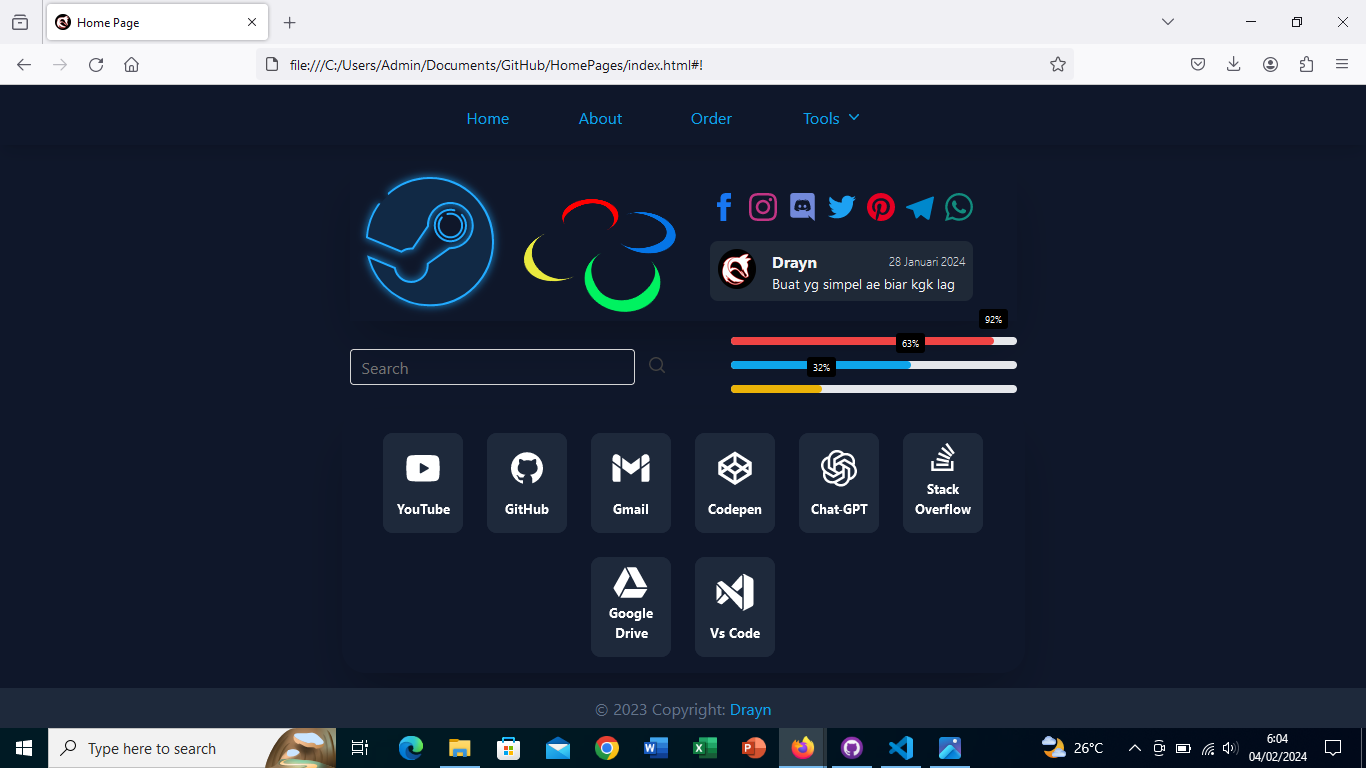 Home Page
file:///C:/Users/Admin/Documents/GitHub/HomePages/index.html#!
Home About Order Tools
Drayn 28 Januari 2024
Buat yg simpel ae biar kgk lag
92%
63%
32%
Search
YouTube GitHub Gmail Codepen Chat-GPT Stack Overflow
Google Drive Vs Code
© 2023 Copyright: Drayn
Type here to search
26°C
6:04
04/02/2024